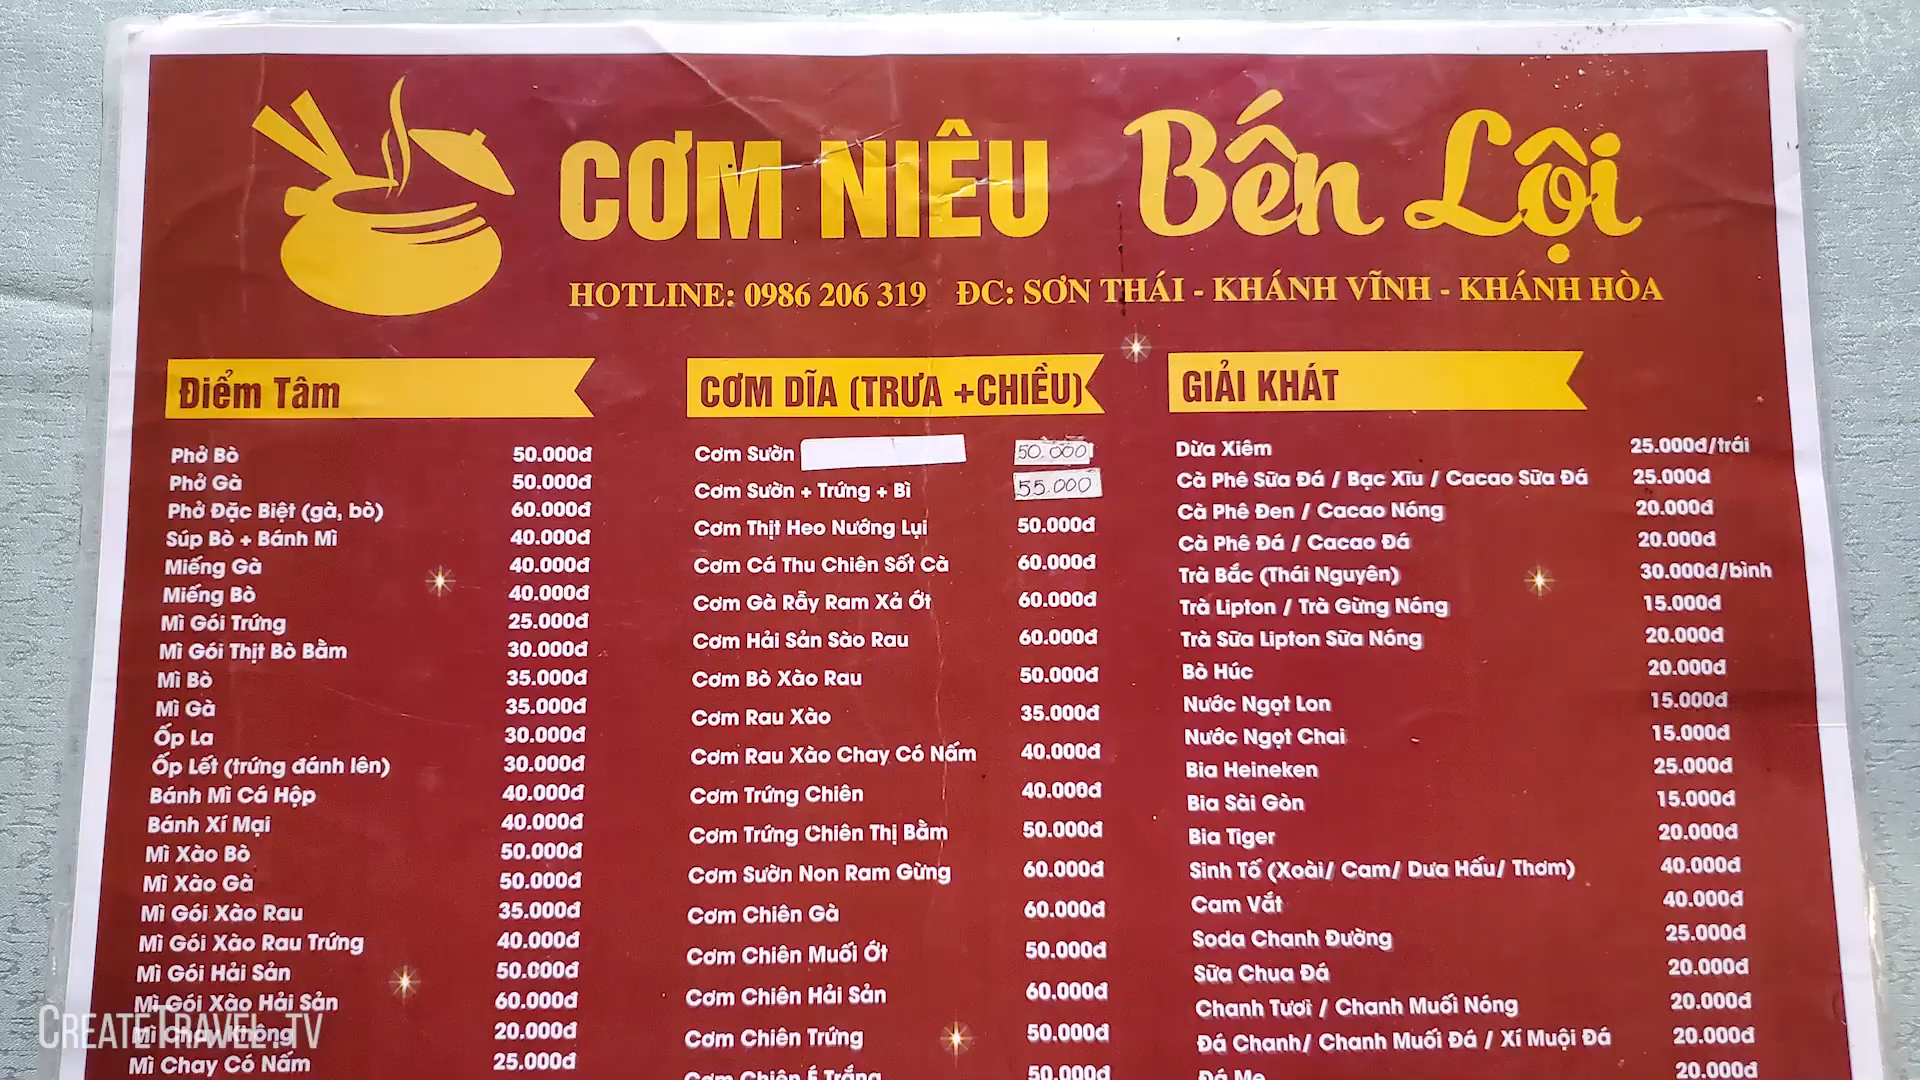 CƠM NIÊU Bến Lội
HOTLINE: 0986 206 319 ĐC: SƠN THÁI - KHÁNH VĨNH - KHÁNH HÒA
Điểm Tâm
Phở Bò 50.000đ
Phở Gà 50.000đ
Phở Đặc Biệt (gà, bò) 60.000đ
Súp Bò + Bánh Mì 40.000đ
Miếng Gà 40.000đ
Miếng Bò 40.000đ
Mì Gói Trứng 25.000đ
Mì Gói Thịt Bò Bằm 30.000đ
Mì Bò 35.000đ
Mì Gà 35.000đ
Ốp La 30.000đ
Ốp Lết (trứng đánh lên) 30.000đ
Bánh Mì Cá Hộp 40.000đ
Bánh Xí Mại 40.000đ
Mì Xào Bò 50.000đ
Mì Xào Gà 50.000đ
Mì Gói Xào Rau 35.000đ
Mì Gói Xào Rau Trứng 40.000đ
Mì Gói Hải Sản 50.000đ
Mì Gói Xào Hải Sản 60.000đ
Mì Chay Không 20.000đ
Mì Chay Có Nấm 25.000đ
CƠM DĨA (TRƯA +CHIỀU)
Cơm Sườn 50.000
Cơm Sườn + Trứng + Bì 55.000
Cơm Thịt Heo Nướng Lụi 50.000đ
Cơm Cá Thu Chiên Sốt Cà 60.000đ
Cơm Gà Rẫy Ram Xả Ớt 60.000đ
Cơm Hải Sản Sào Rau 60.000đ
Cơm Bò Xào Rau 50.000đ
Cơm Rau Xào 35.000đ
Cơm Rau Xào Chay Có Nấm 40.000đ
Cơm Trứng Chiên 40.000đ
Cơm Trứng Chiên Thị Bằm 50.000đ
Cơm Sườn Non Ram Gừng 60.000đ
Cơm Chiên Gà 60.000đ
Cơm Chiên Muối Ớt 50.000đ
Cơm Chiên Hải Sản 60.000đ
Cơm Chiên Trứng 50.000đ
Cơm Chiên É Trắng 50.000đ
GIẢI KHÁT
Dừa Xiêm 25.000đ/trái
Cà Phê Sữa Đá / Bạc Xĩu / Cacao Sữa Đá 25.000đ
Cà Phê Đen / Cacao Nóng 20.000đ
Cà Phê Đá / Cacao Đá 20.000đ
Trà Bắc (Thái Nguyên) 30.000đ/bình
Trà Lipton / Trà Gừng Nóng 15.000đ
Trà Sữa Lipton Sữa Nóng 20.000đ
Bò Húc 20.000đ
Nước Ngọt Lon 15.000đ
Nước Ngọt Chai 15.000đ
Bia Heineken 25.000đ
Bia Sài Gòn 15.000đ
Bia Tiger 20.000đ
Sinh Tố (Xoài/ Cam/ Dưa Hấu/ Thơm) 40.000đ
Cam Vắt 40.000đ
Soda Chanh Đường 25.000đ
Sữa Chua Đá 20.000đ
Chanh Tươi / Chanh Muối Nóng 20.000đ
Đá Chanh/ Chanh Muối Đá / Xí Muội Đá 20.000đ
Đá Me 20.000đ
CREATETRAVEL.TV